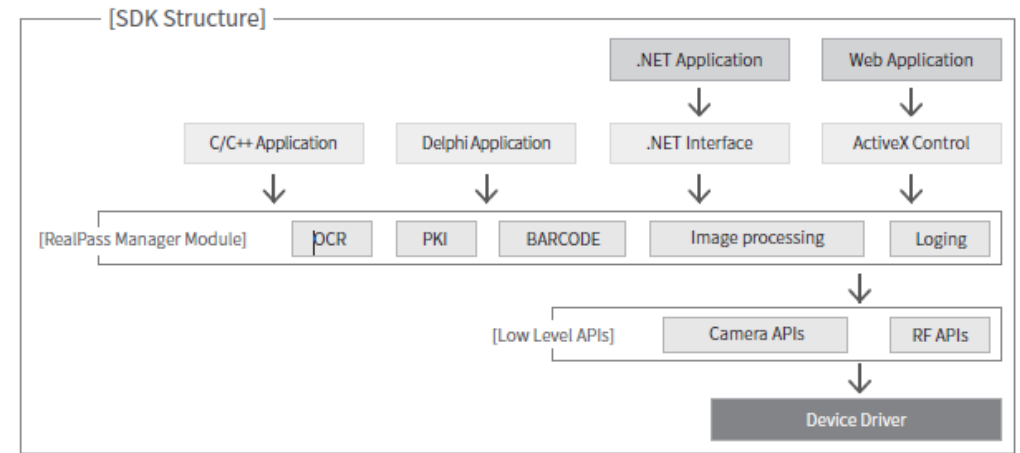 [SDK Structure]
.NET Application
Web Application
C/C++ Application
Delphi Application
.NET Interface
ActiveX Control
[RealPass Manager Module]
OCR
PKI
BARCODE
Image processing
Loging
[Low Level APIs]
Camera APIs
RF APIs
Device Driver